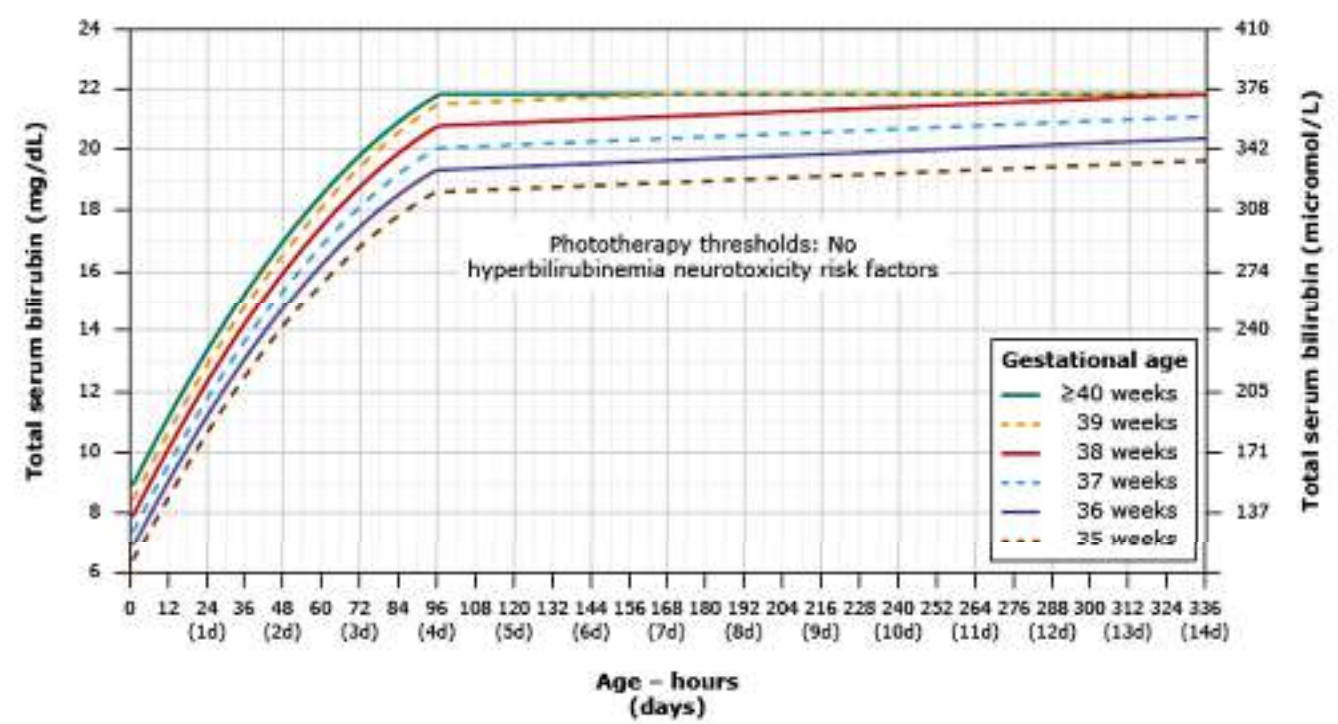 24
22
20
18
16
14
12
10
8
6
Total serum bilirubin (mg/dL)
410
376
342
308
274
240
205
171
137
Total serum bilirubin (micromol/L)
Phototherapy thresholds: No
hyperbilirubinemia neurotoxicity risk factors
Gestational age
≥40 weeks
39 weeks
38 weeks
37 weeks
36 weeks
35 weeks
0 12 24 36 48 60 72 84 96 108 120 132 144 156 168 180 192 204 216 228 240 252 264 276 288 300 312 324 336
(1d) (2d) (3d) (4d) (5d) (6d) (7d) (8d) (9d) (10d) (11d) (12d) (13d) (14d)
Age – hours
(days)